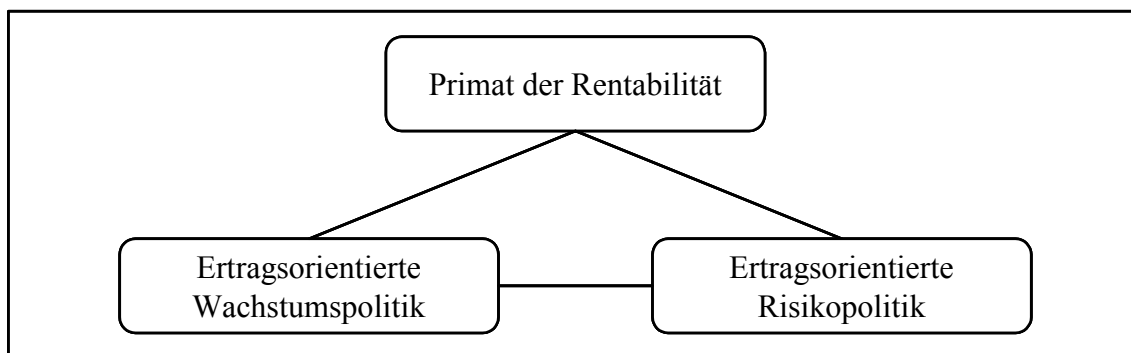 Primat der Rentabilität
Ertragsorientierte
Wachstumspolitik
Ertragsorientierte
Risikopolitik